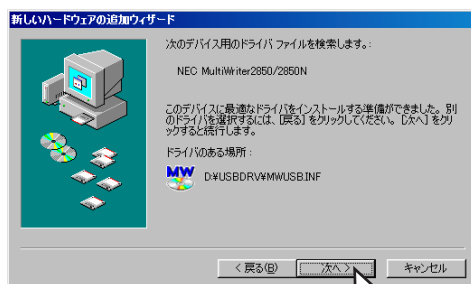 新しいハードウェアの追加ウィザード
次のデバイス用のドライバ ファイルを検索します。:
NEC MultiWriter2850/2850N
このデバイスに最適なドライバをインストールする準備ができました。別
のドライバを選択するには、[戻る] をクリックしてください。[次へ] をクリ
ックすると続行します。
ドライバのある場所:
MW
D:¥USBDRV¥MWUSB.INF
< 戻る(B)
次へ >
キャンセル